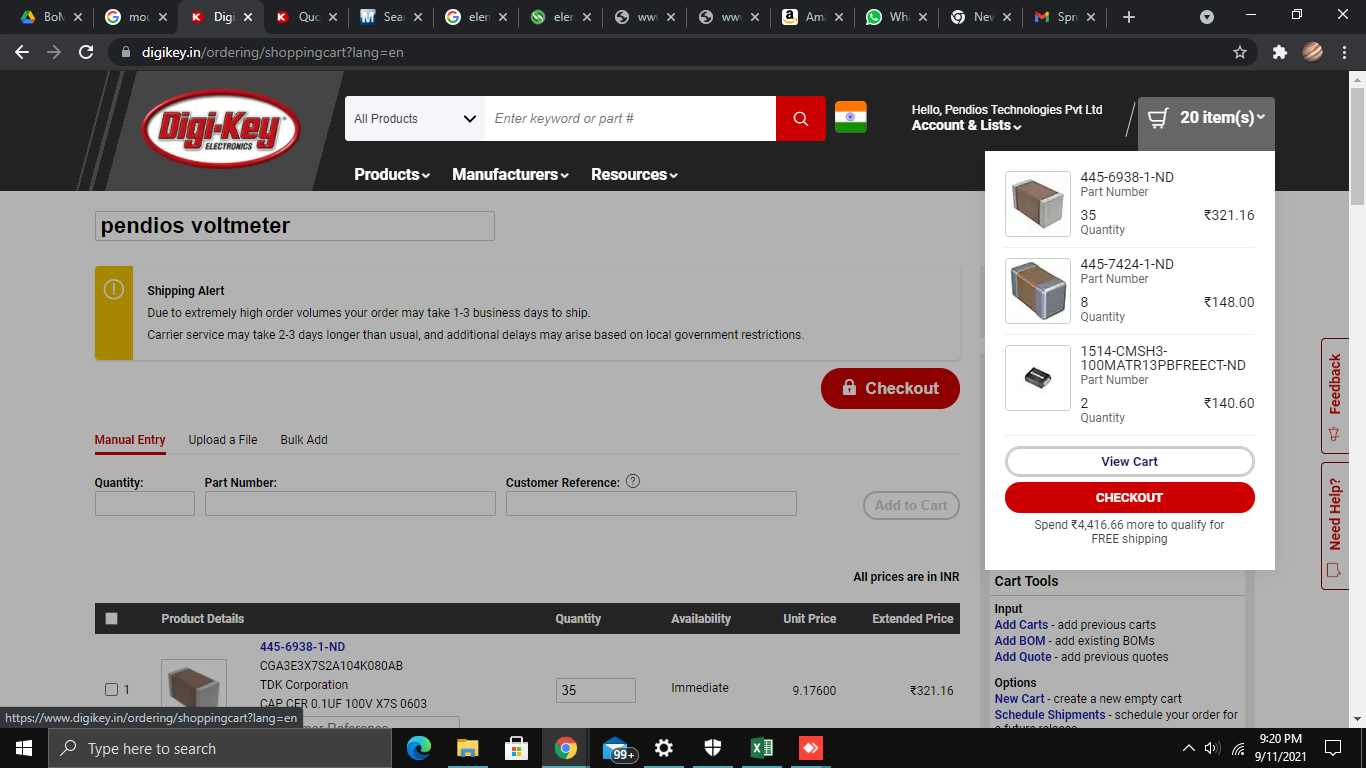 BoM
mou
Digi
Quo
Sear
elen
elen
www
www
Ama
Wha
New
Spre
digikey.in/ordering/shoppingcart?lang=en
Digi-Key
ELECTRONICS
All Products
Enter keyword or part #
Hello, Pendios Technologies Pvt Ltd
Account & Lists
20 item(s)
Products
Manufacturers
Resources
pendios voltmeter
Shipping Alert
Due to extremely high order volumes your order may take 1-3 business days to ship.
Carrier service may take 2-3 days longer than usual, and additional delays may arise based on local government restrictions.
Checkout
Manual Entry Upload a File Bulk Add
Quantity: Part Number: Customer Reference: ?
Add to Cart
All prices are in INR
Product Details Quantity Availability Unit Price Extended Price
445-6938-1-ND
CGA3E3X7S2A104K080AB
TDK Corporation
1 35 Immediate 9.17600 ₹321.16
CAP CER 0.1UF 100V X7S 0603
Customer Reference
445-6938-1-ND
Part Number
35 ₹321.16
Quantity
445-7424-1-ND
Part Number
8 ₹148.00
Quantity
1514-CMSH3-
100MATR13PBFREECT-ND
Part Number
2 ₹140.60
Quantity
View Cart
CHECKOUT
Spend ₹4,416.66 more to qualify for
FREE shipping
Cart Tools
Input
Add Carts - add previous carts
Add BOM - add existing BOMs
Add Quote - add previous quotes
Options
New Cart - create a new empty cart
Schedule Shipments - schedule your order for
a future release
Feedback
Need Help?
https://www.digikey.in/ordering/shoppingcart?lang=en
Type here to search
99+
9:20 PM
9/11/2021